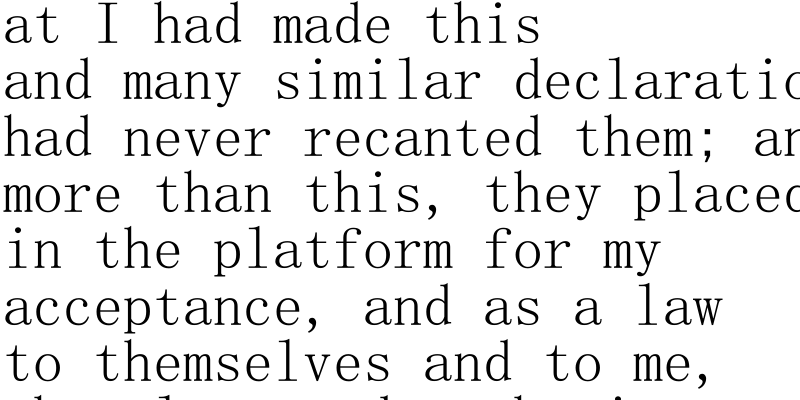 at I had made this
and many similar declaratio
had never recanted them; an
more than this, they placed
in the platform for my
acceptance, and as a law
to themselves and to me,